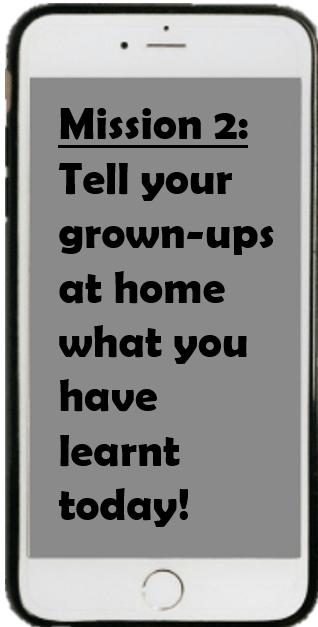 Mission 2:
Tell your
grown-ups
at home
what you
have
learnt
today!